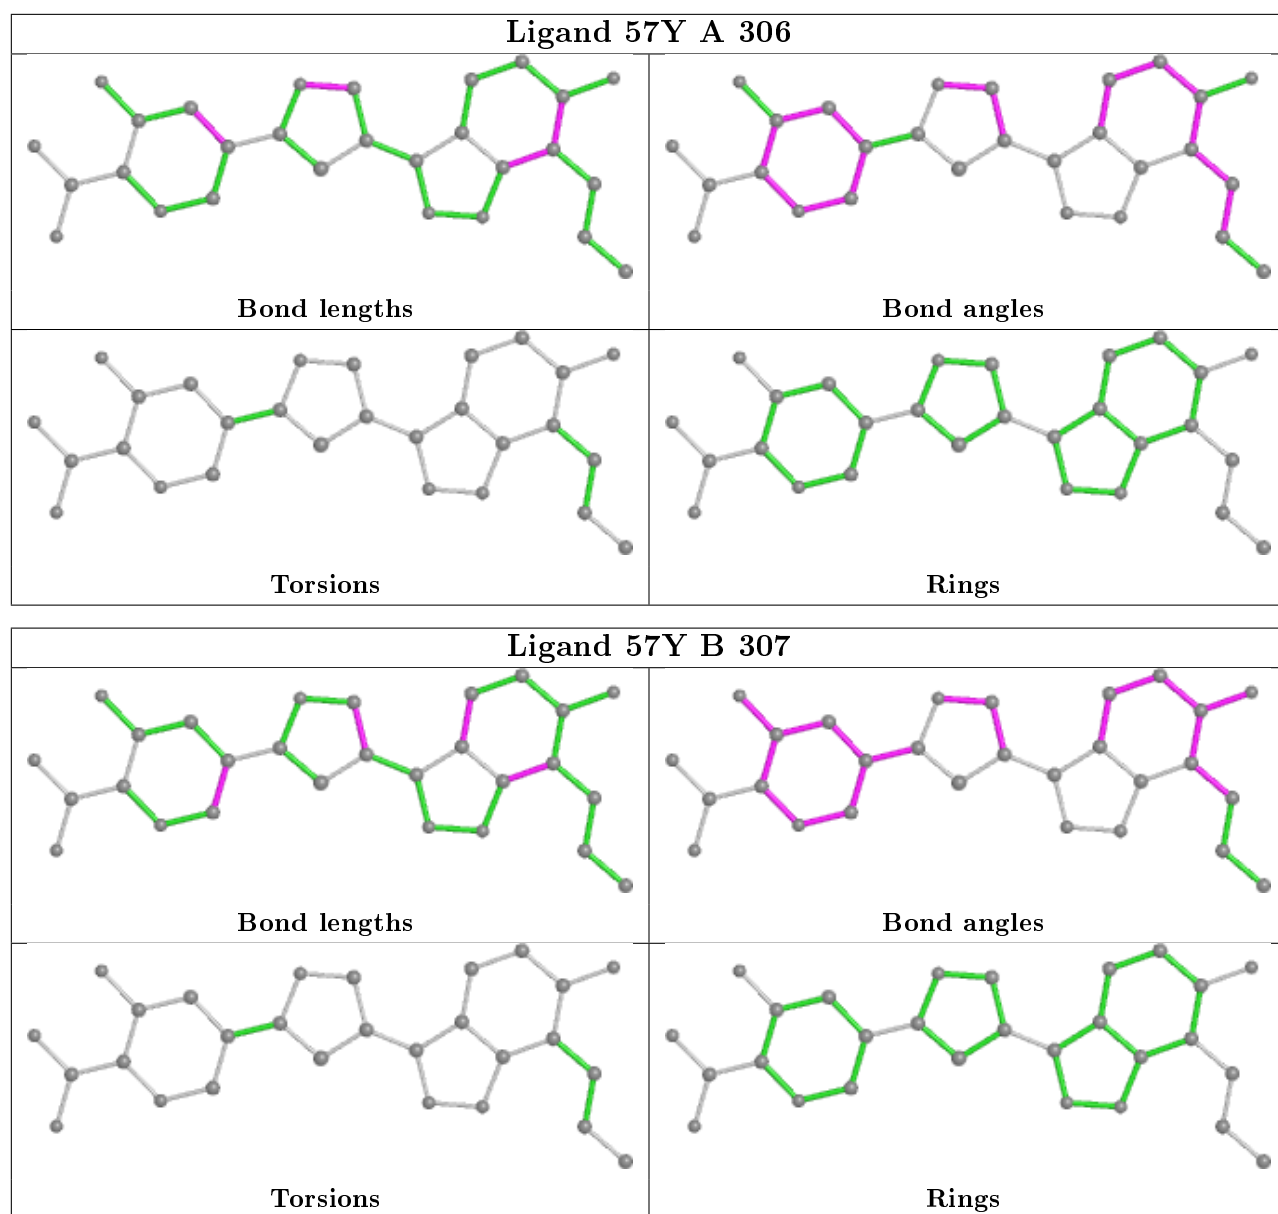 Ligand 57Y A 306
Bond lengths
Bond angles
Torsions
Rings
Ligand 57Y B 307
Bond lengths
Bond angles
Torsions
Rings